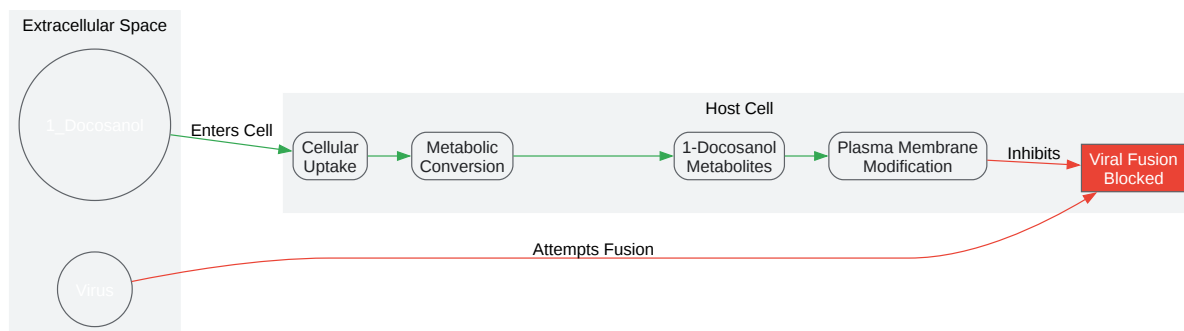 Extracellular Space
1_Docosanol
Enters Cell
Host Cell
Cellular
Uptake
Metabolic
Conversion
1-Docosanol
Metabolites
Plasma Membrane
Modification
Inhibits
Viral Fusion
Blocked
Attempts Fusion
Virus